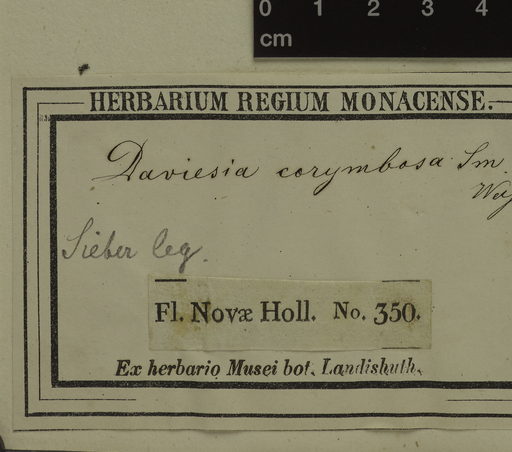 0 1 2 3 4
cm
HERBARIUM REGIUM MONACENSE.
Daviesia corymbosa Sm.
Sieber leg.
Fl. Novæ Holl. No. 350.
Ex herbario Musei bot. Landishuth.